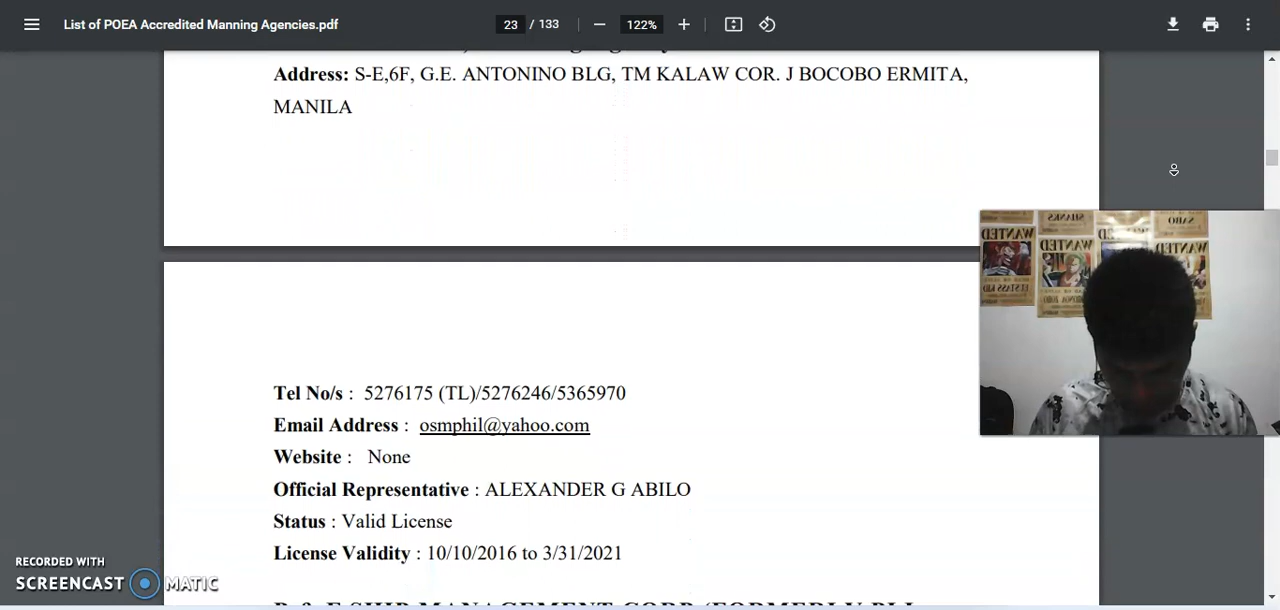 List of POEA Accredited Manning Agencies.pdf
23 / 133
122%
Address: S-E,6F, G.E. ANTONINO BLG, TM KALAW COR. J BOCOBO ERMITA,
MANILA
SHANKS
SABO
WANTED
WANTED
WANTED
Tel No/s : 5276175 (TL)/5276246/5365970
Email Address : osmphil@yahoo.com
Website : None
Official Representative : ALEXANDER G ABILO
Status : Valid License
License Validity : 10/10/2016 to 3/31/2021
RECORDED WITH
SCREENCAST MATIC